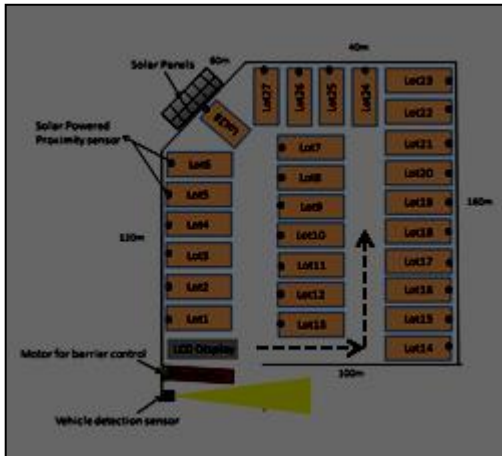 60m
40m
Solar Panels
Lot27
Lot26
Lot25
Lot24
Lot23
Lot22
Solar Powered
Proximity sensor
Lot28
Lot7
Lot21
Lot6
Lot8
Lot20
Lot5
Lot9
Lot19
160m
Lot4
Lot10
Lot18
120m
Lot3
Lot11
Lot17
Lot2
Lot12
Lot16
Lot1
Lot13
Lot15
LCD Display
Lot14
Motor for barrier control
100m
Vehicle detection sensor